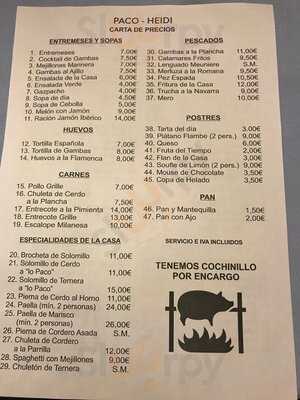 PACO - HEIDI
CARTA DE PRECIOS
ENTREMESES Y SOPAS
1. Entremeses 7,00€
2. Cocktail de Gambas 7,50€
3. Mejillones Marinera 7,00€
4. Gambas al Ajillo 7,50€
5. Ensalada de la Casa 6,00€
6. Ensalada Verde 4,00€
7. Gazpacho 4,00€
8. Sopa de día 4,50€
9. Sopa de Cebolla 5,00€
10. Melón con Jamón 9,00€
11. Ración Jamón Ibérico 14,00€
HUEVOS
12. Tortilla Española 7,00€
13. Tortilla de Gambas 8,00€
14. Huevos a la Flamenca 8,00€
CARNES
15. Pollo Grille 7,00€
16. Chuleta de Cerdo
a la Plancha 7,50€
17. Entrecote a la Pimienta 14,00€
18. Entrecote Grille 13,00€
19. Escalope Milanesa 10,00€
ESPECIALIDADES DE LA CASA
20. Brocheta de Solomillo 11,00€
21. Solomillo de Cerdo
a "lo Paco" 11,00€
22. Solomillo de Ternera
a "lo Paco" 15,00€
23. Pierna de Cerdo al Horno 11,00€
24. Paella (mín. 2 personas) 24,00€
25. Paella de Marisco
(mín. 2 personas) 26,00€
26. Pierna de Cordero Asada S.M.
27. Chuleta de Cordero
a la Parrilla 12,00€
28. Spaghetti con Mejillones 9,00€
29. Chuletón de Ternera S.M.
PESCADOS
30. Gambas a la Plancha 11,00€
31. Calamares Fritos 9,50€
32. Lenguado Meuniere S.M.
33. Merluza a la Romana 9,50€
34. Pez Espada 10,50€
35. Fritura de la Casa 12,00€
36. Trucha a la Navarra 9,00€
37. Mero 10,00€
POSTRES
38. Tarta del día 3,00€
39. Plátano Flambe (2 pers.) 9,00€
40. Queso 6,00€
41. Fruta del Tiempo 2,00€
42. Flan de la Casa 3,00€
43. Soufle de Limón (2 pers.) 9,00€
44. Mouse de Chocolate 3,50€
45. Copa de Helado 3,50€
PAN
46. Pan y Mantequilla 1,50€
47. Pan con Ajo 2,00€
SERVICIO E IVA INCLUIDOS
TENEMOS COCHINILLO
POR ENCARGO